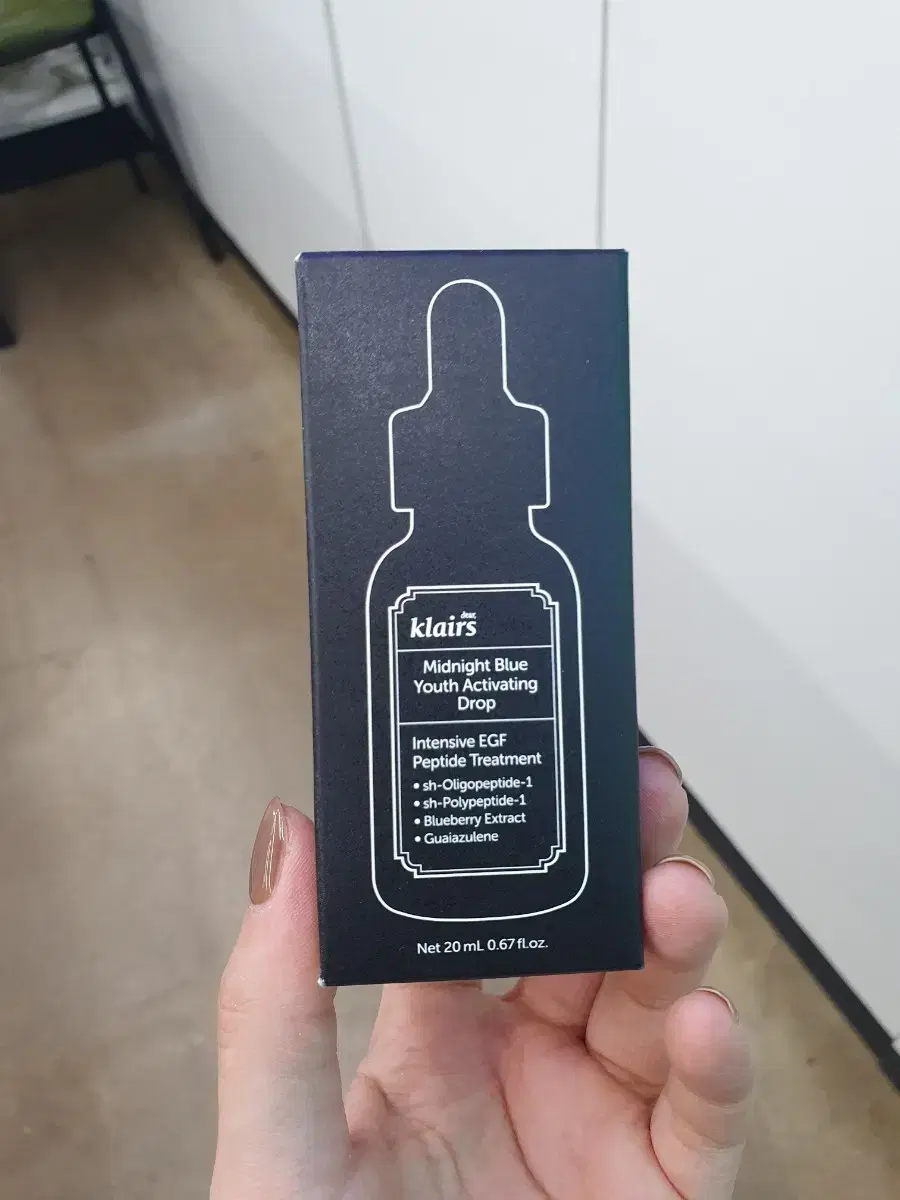 dear,
klairs
Midnight Blue
Youth Activating
Drop
Intensive EGF
Peptide Treatment
• sh-Oligopeptide-1
• sh-Polypeptide-1
• Blueberry Extract
• Guaiazulene
Net 20 mL 0.67 fl.oz.